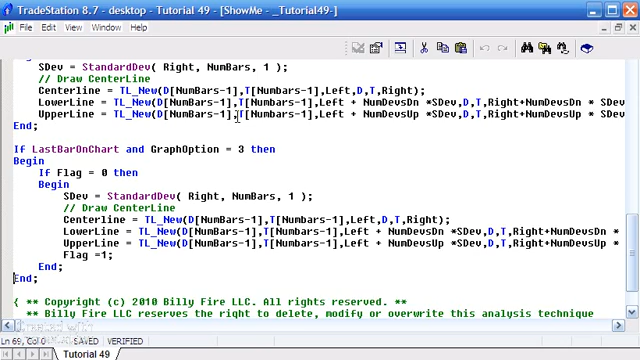 TradeStation 8.7 - desktop - Tutorial 49 - [ShowMe - _Tutorial49-]
File Edit View Window Help
SDev = StandardDev ( Right, NumBars, 1 );
// Draw CenterLine
Centerline = TL_New(D[NumBars-1],T[Numbars-1],Left,D,T,Right);
LowerLine = TL_New(D[NumBars-1],T[Numbars-1],Left + NumDevsDn *SDev,D,T,Right+NumDevsDn * SDev
UpperLine = TL_New(D[NumBars-1],T[Numbars-1],Left + NumDevsUp *SDev,D,T,Right+NumDevsUp * SDev
End;
If LastBarOnChart and GraphOption = 3 then
Begin
If Flag = 0 then
Begin
SDev = StandardDev ( Right, NumBars, 1 );
// Draw CenterLine
Centerline = TL_New(D[NumBars-1],T[Numbars-1],Left,D,T,Right);
LowerLine = TL_New(D[NumBars-1],T[Numbars-1],Left + NumDevsDn *SDev,D,T,Right+NumDevsDn *
UpperLine = TL_New(D[NumBars-1],T[Numbars-1],Left + NumDevsUp *SDev,D,T,Right+NumDevsUp *
Flag =1;
End;
End;
{ ** Copyright (c) 2010 Billy Fire LLC. All rights reserved. **
** Billy Fire LLC reserves the right to delete, modify or overwrite this analysis technique
Ln 69, Col 1 SAVED VERIFIED
Tutorial 49